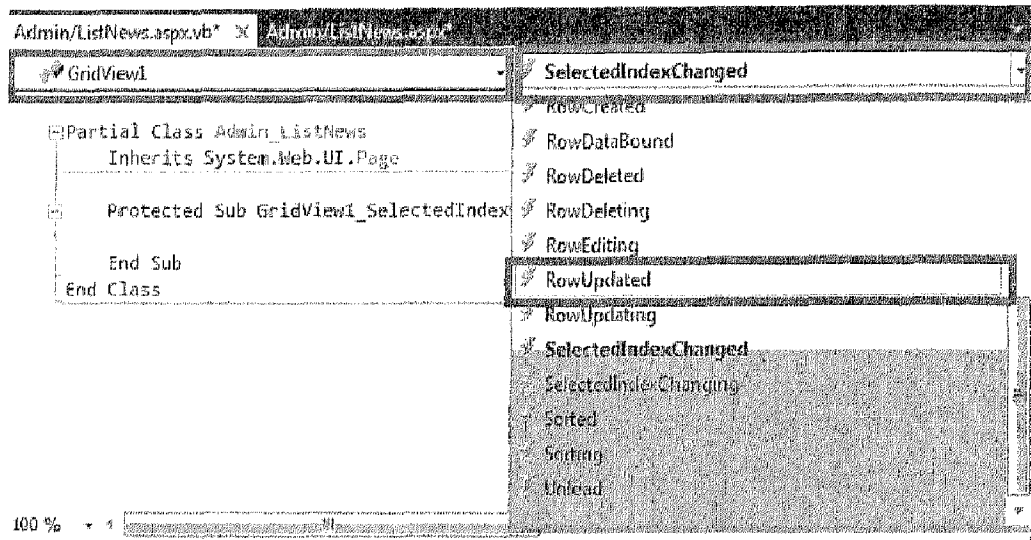 Admin/ListNews.aspx.vb* X Admin/ListNews.aspx*
GridView1
SelectedIndexChanged
RowCreated
RowDataBound
RowDeleted
RowDeleting
RowEditing
RowUpdated
RowUpdating
SelectedIndexChanged
SelectedIndexChanging
Sorted
Sorting
Unload
Partial Class Admin_ListNews
Inherits System.Web.UI.Page
Protected Sub GridView1_SelectedIndex
End Sub
End Class
100 %